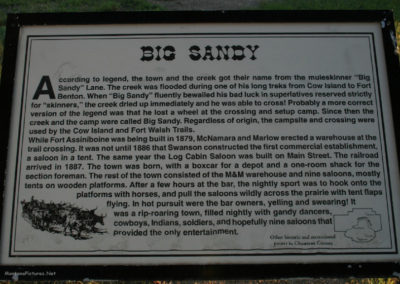 BIG SANDY
According to legend, the town and the creek got their name from the muleskinner "Big
Sandy" Lane. The creek was flooded during one of his long treks from Cow Island to Fort
Benton. When "Big Sandy" fluently bewailed his bad luck in superlatives reserved strictly
for "skinners," the creek dried up immediately and he was able to cross! Probably a more correct
version of the legend was that he lost a wheel at the crossing and setup camp. Since then the
creek and the camp were called Big Sandy. Regardless of origin, the campsite and crossing were
used by the Cow Island and Fort Walsh Trails.
While Fort Assiniboine was being built in 1879, McNamara and Marlow erected a warehouse at the
trail crossing. It was not until 1886 that Swanson constructed the first commercial establishment,
a saloon in a tent. The same year the Log Cabin Saloon was built on Main Street. The railroad
arrived in 1887. The town was born, with a boxcar for a depot and a one-room shack for the
section foreman. The rest of the town consisted of the M&M warehouse and nine saloons, mostly
tents on wooden platforms. After a few hours at the bar, the nightly sport was to hook onto the
platforms with horses, and pull the saloons wildly across the prairie with tent flaps
flying. In hot pursuit were the bar owners, yelling and swearing! It
was a rip-roaring town, filled nightly with gandy dancers,
cowboys, Indians, soldiers, and hopefully nine saloons that
provided the only entertainment.
Other historic and recreational
points in Chouteau County
MontanaPictures.Net